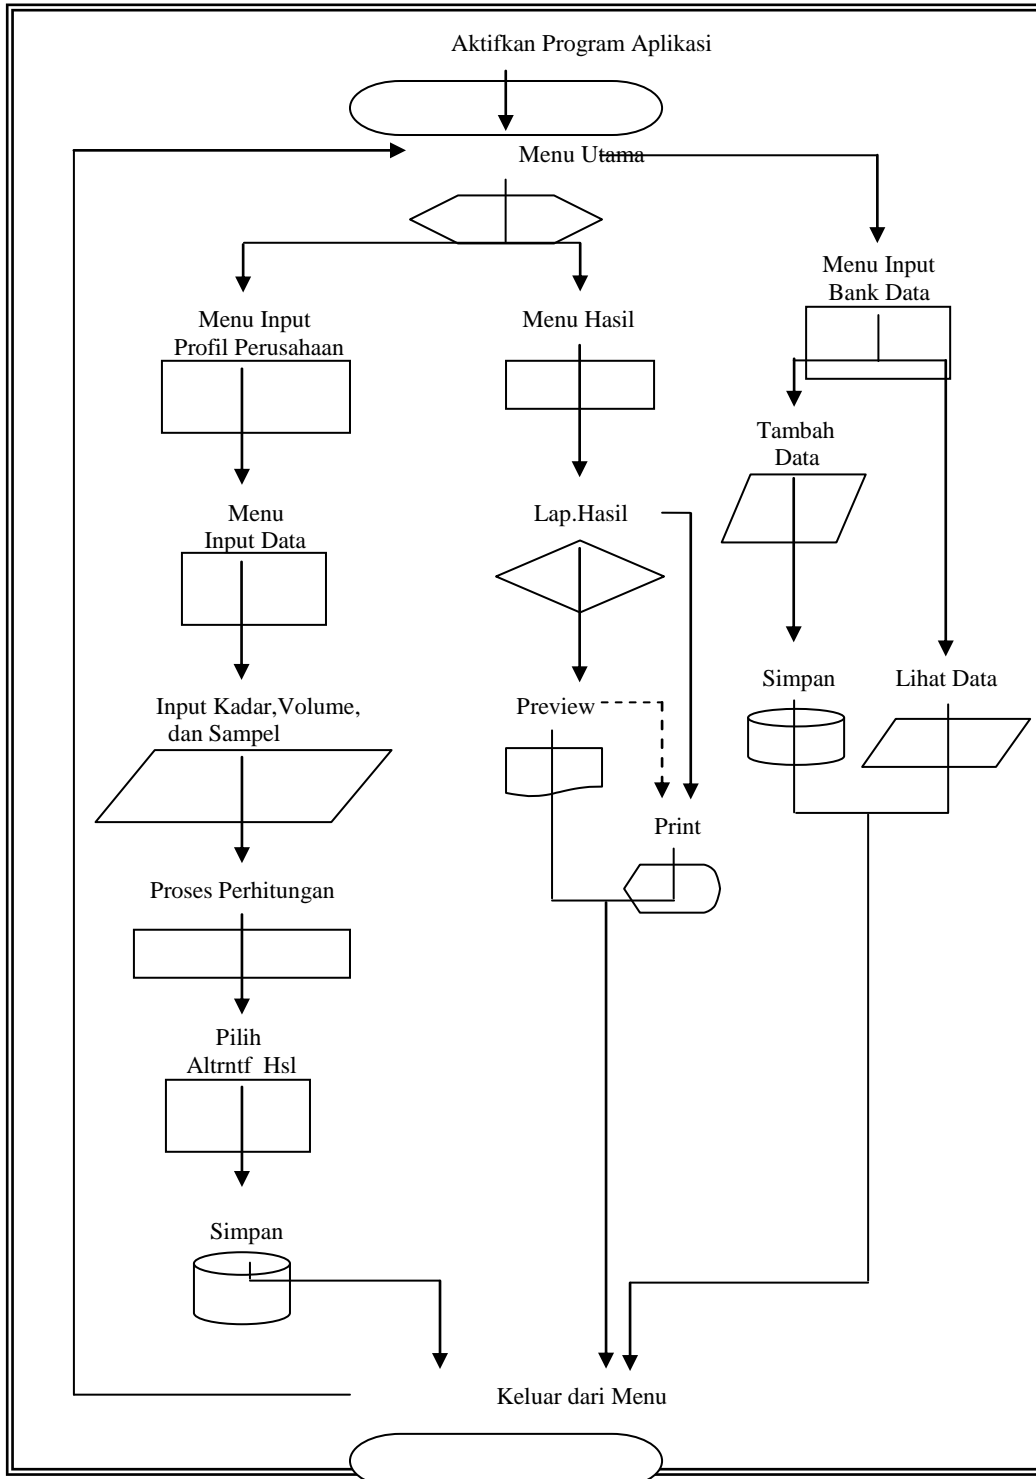 Aktifkan Program Aplikasi
Menu Utama
Menu Input
Bank Data
Menu Input
Profil Perusahaan
Menu Hasil
Tambah
Data
Menu
Input Data
Lap.Hasil
Simpan
Lihat Data
Input Kadar,Volume,
dan Sampel
Preview
Print
Proses Perhitungan
Pilih
Altrntf Hsl
Simpan
Keluar dari Menu